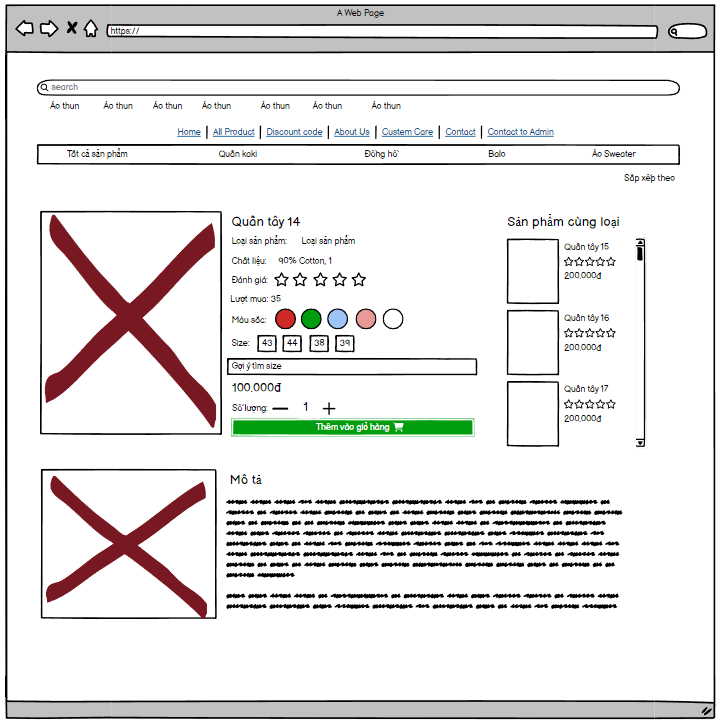 A Web Page
https://
search
Áo thun Áo thun Áo thun Áo thun Áo thun Áo thun Áo thun
Home | All Product | Discount code | About Us | Custem Care | Contact | Contact to Admin
Tất cả sản phẩm Quần kaki Đông hồ Balo Áo Sweater
Sắp xếp theo
Quần tây 14
Loại sản phẩm: Loại sản phẩm
Chất liệu: 90% Cotton, 1
Đánh giá:
Lượt mua: 35
Màu sắc:
Size: 43 44 38 39
Gợi ý tìm size
100,000đ
Số lượng: 1
Thêm vào giỏ hàng
Sản phẩm cùng loại
Quần tây 15
200,000đ
Quần tây 16
200,000đ
Quần tây 17
200,000đ
Mô tả